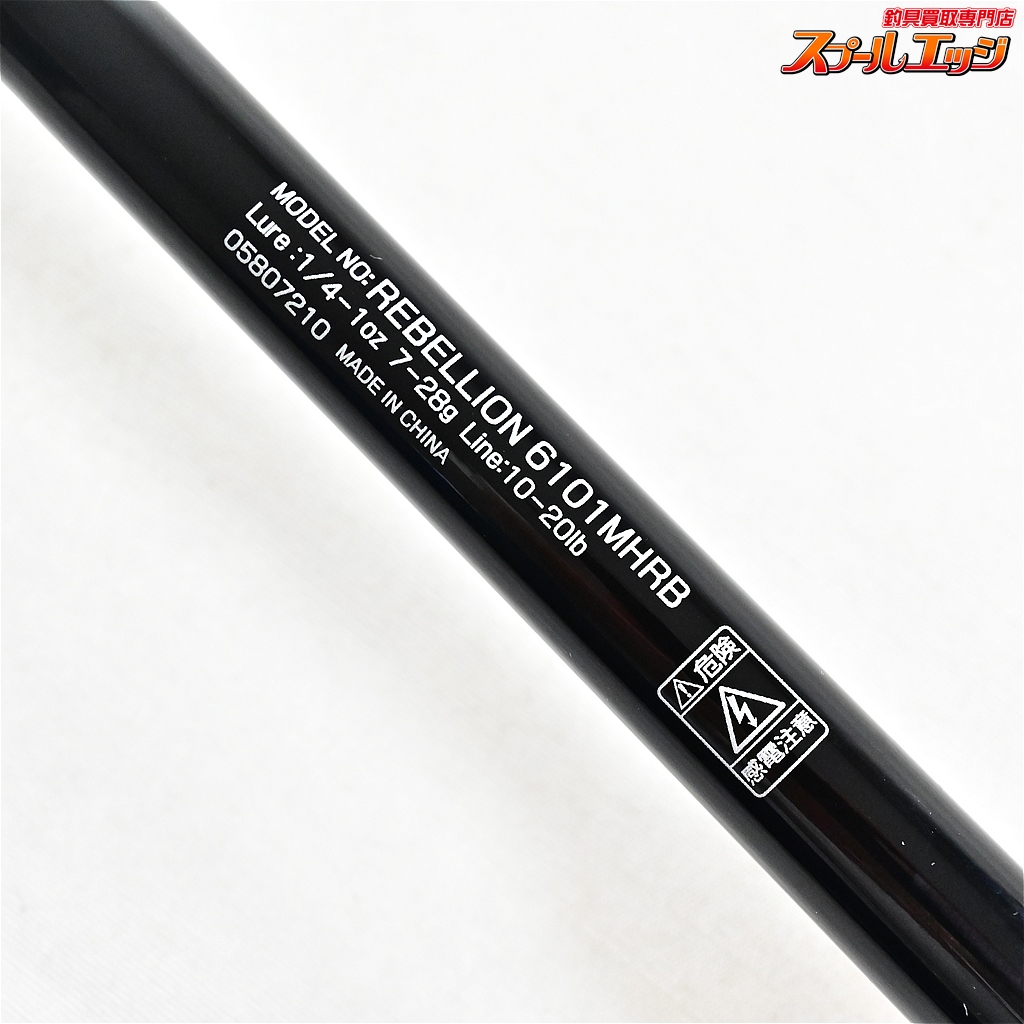 釣具買取専門店
スプールエッジ
MODEL NO: REBELLION 6101MHRB
Lure :1/4-1oz 7-28g Line:10-20lb
05807210 MADE IN CHINA
危険
感電注意